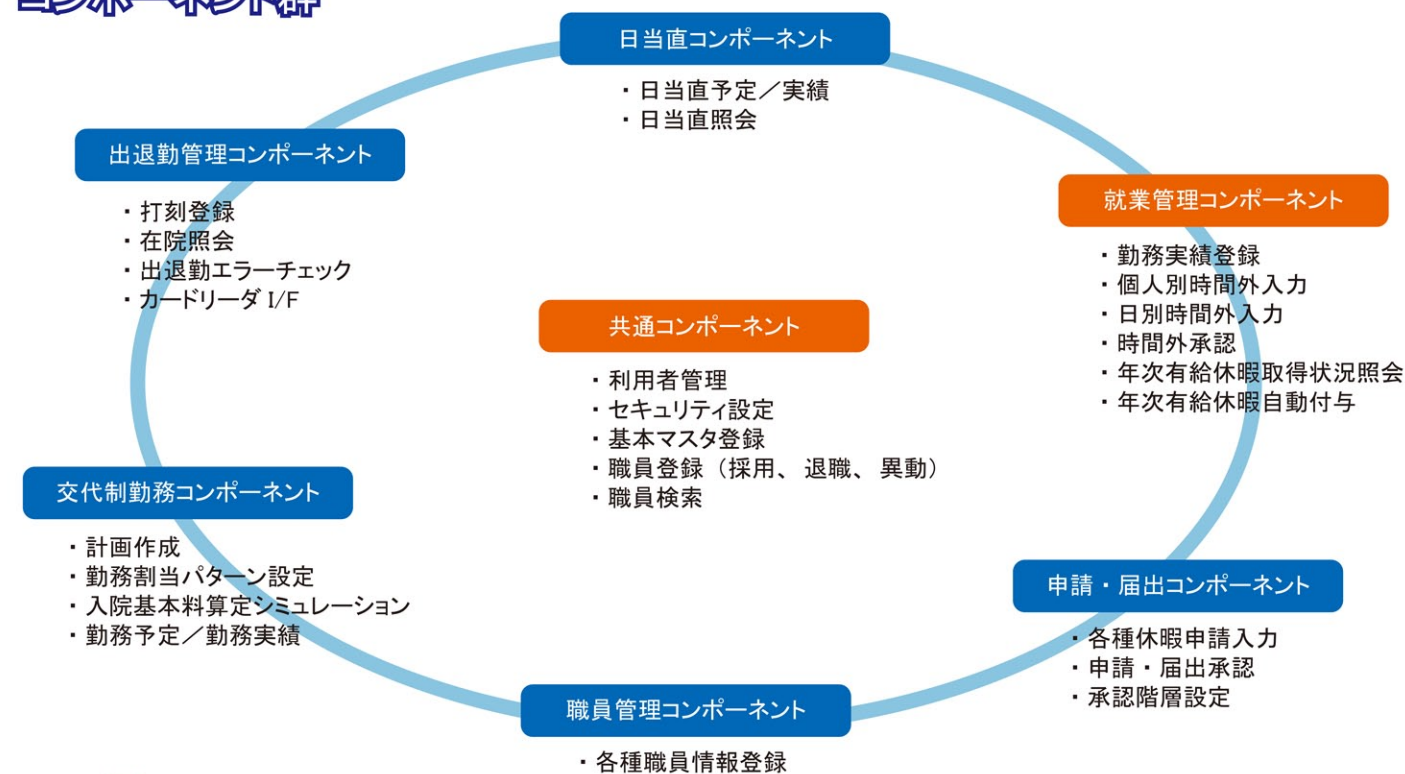 コンポーネント群
日当直コンポーネント
・日当直予定／実績
・日当直照会
出退勤管理コンポーネント
・打刻登録
・在院照会
・出退勤エラーチェック
・カードリーダ I/F
就業管理コンポーネント
・勤務実績登録
・個人別時間外入力
・日別時間外入力
・時間外承認
・年次有給休暇取得状況照会
・年次有給休暇自動付与
共通コンポーネント
・利用者管理
・セキュリティ設定
・基本マスタ登録
・職員登録（採用、退職、異動）
・職員検索
交代制勤務コンポーネント
・計画作成
・勤務割当パターン設定
・入院基本料算定シミュレーション
・勤務予定／勤務実績
申請・届出コンポーネント
・各種休暇申請入力
・申請・届出承認
・承認階層設定
職員管理コンポーネント
・各種職員情報登録